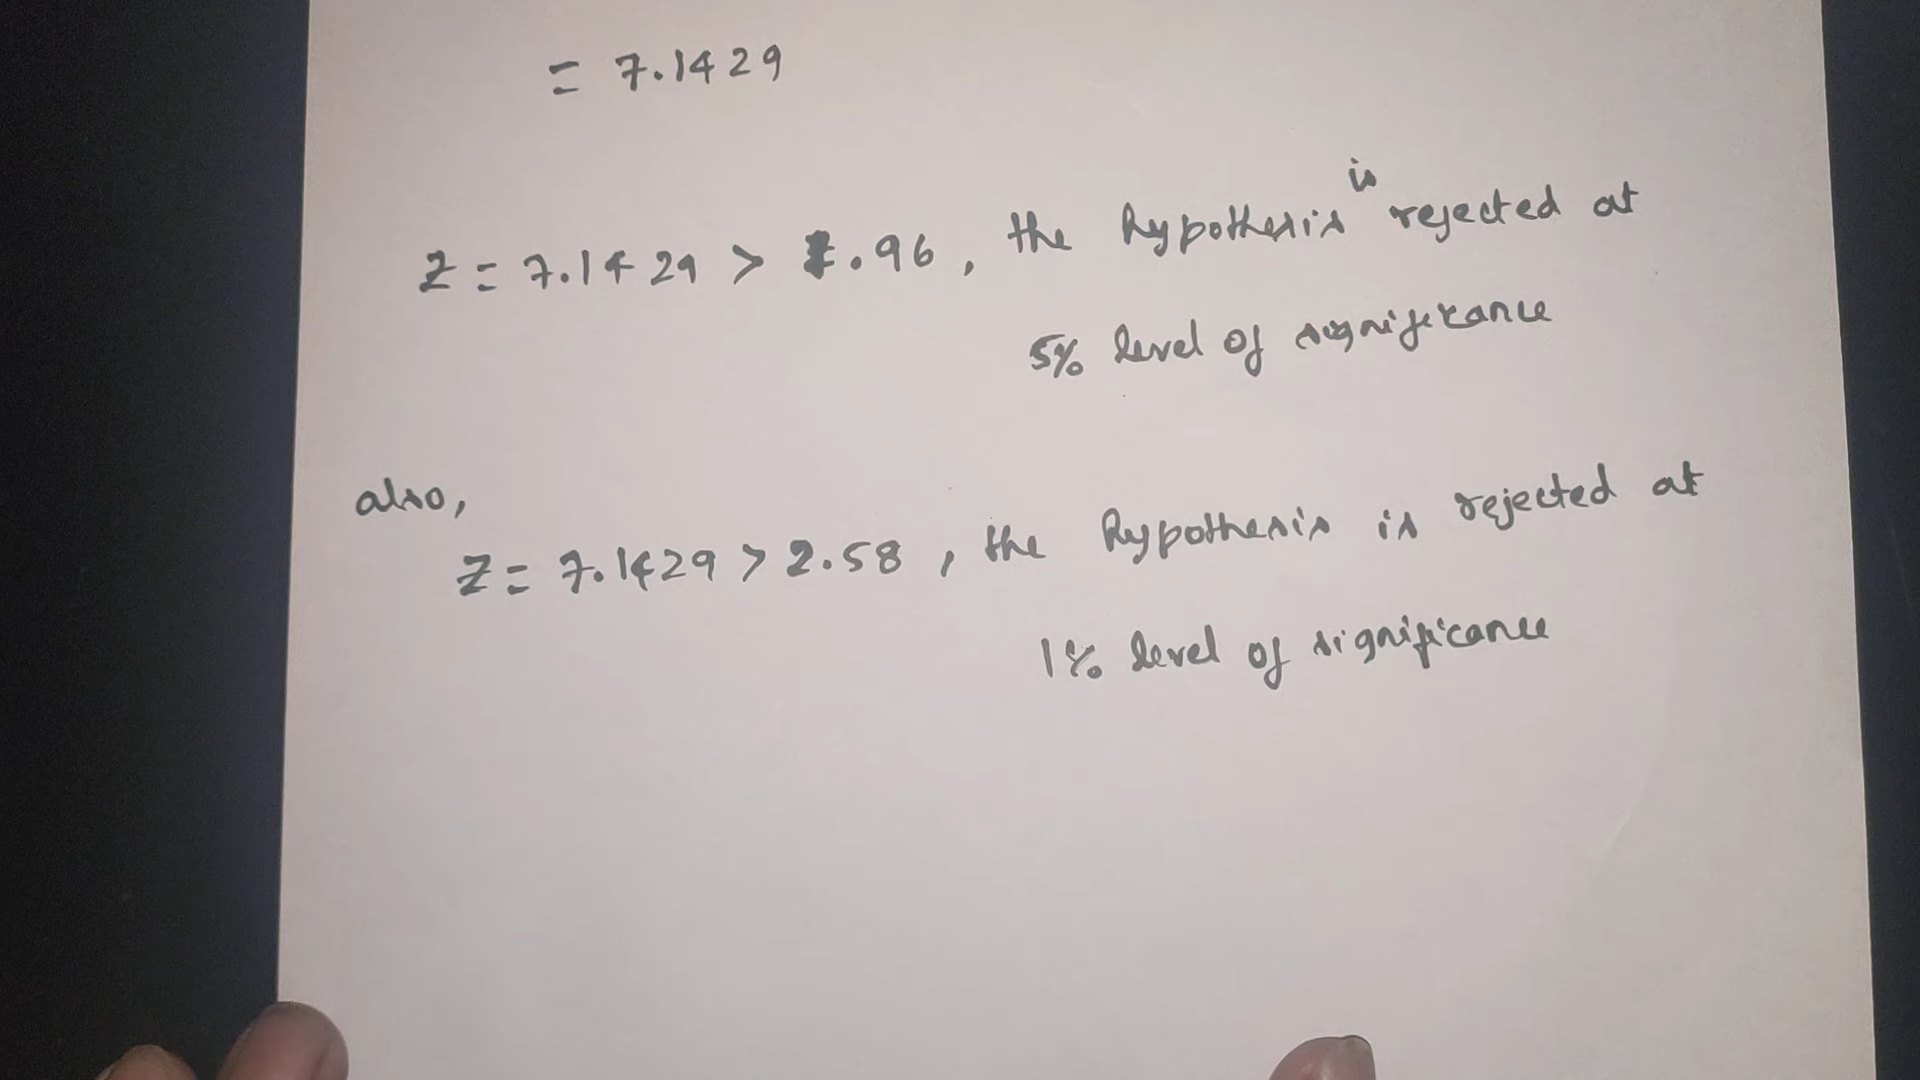 = 7.1429
Z = 7.1429 > 1.96, the hypothesis is rejected at
5% level of significance
also,
Z = 7.1429 > 2.58, the hypothesis is rejected at
1% level of significance